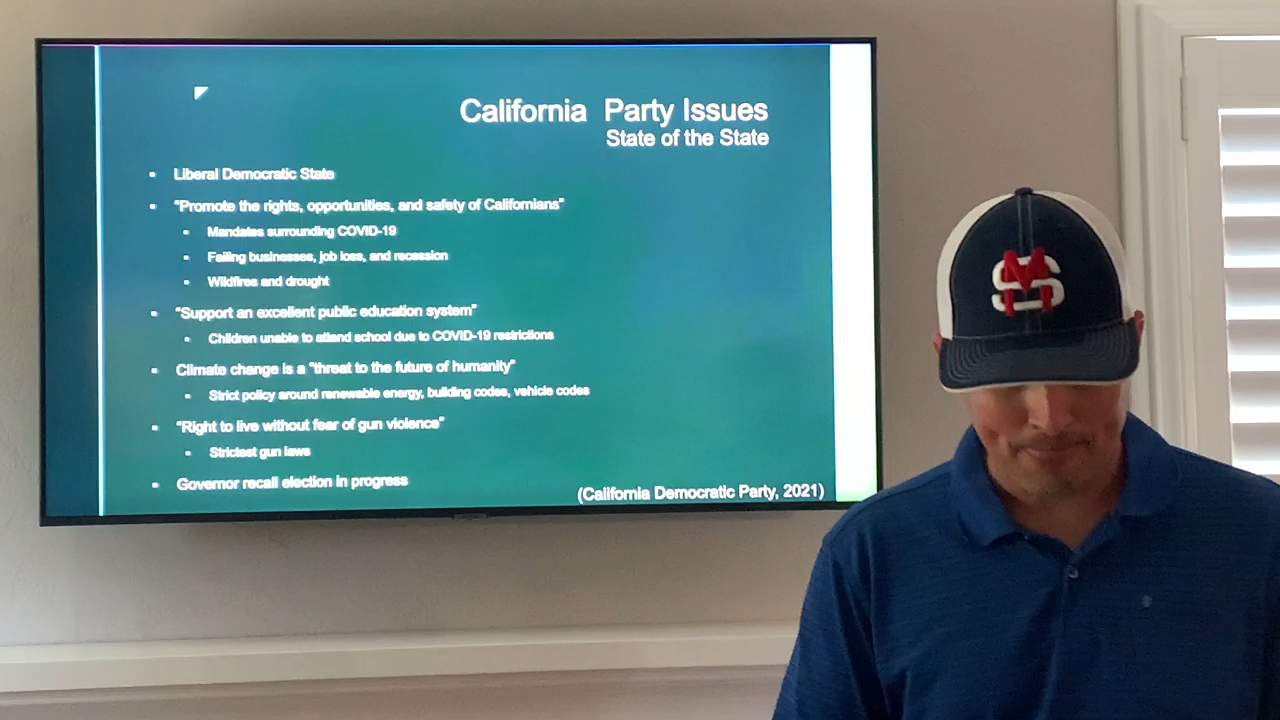 California Party Issues
State of the State
Liberal Democratic State
“Promote the rights, opportunities, and safety of Californians”
Mandates surrounding COVID-19
Failing businesses, job loss, and recession
Wildfires and drought
“Support an excellent public education system”
Children unable to attend school due to COVID-19 restrictions
Climate change is a “threat to the future of humanity”
Strict policy around renewable energy, building codes, vehicle codes
“Right to live without fear of gun violence”
Strictest gun laws
Governor recall election in progress
(California Democratic Party, 2021)
SM